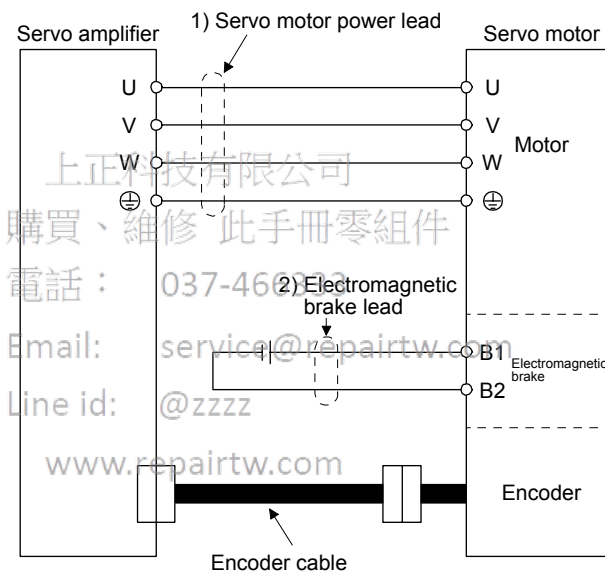 1) Servo motor power lead
Servo amplifier
Servo motor
U
U
V
V
Motor
W
W
上正科技有限公司
購買、維修 此手冊零組件
電話： 037-466333
2) Electromagnetic
brake lead
Email: service@repairtw.com
B1
Electromagnetic
brake
B2
Line id: @zzzz
www.repairtw.com
Encoder
Encoder cable